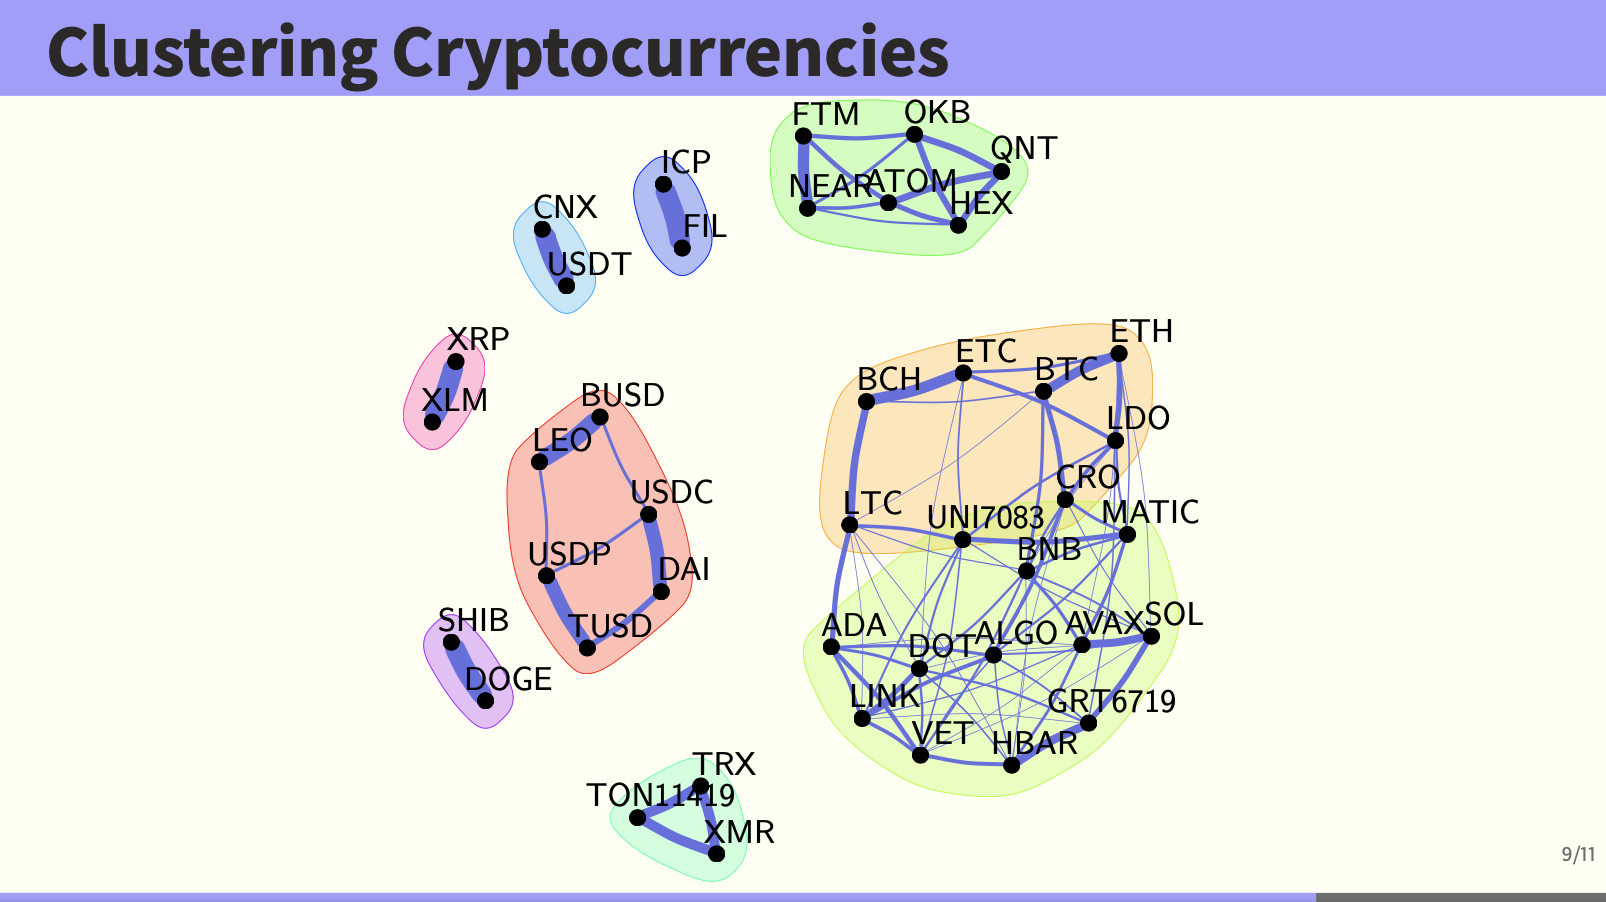 Clustering Cryptocurrencies
FTM
OKB
QNT
NEAR
ATOM
HEX
ICP
FIL
CNX
USDT
XRP
XLM
BUSD
LEO
USDC
USDP
DAI
TUSD
SHIB
DOGE
TRX
TON11419
XMR
ETH
ETC
BTC
BCH
LDO
CRO
LTC
UNI7083
MATIC
BNB
ADA
DOT
ALGO
AVAX
SOL
LINK
GRT6719
VET
HBAR
9/11